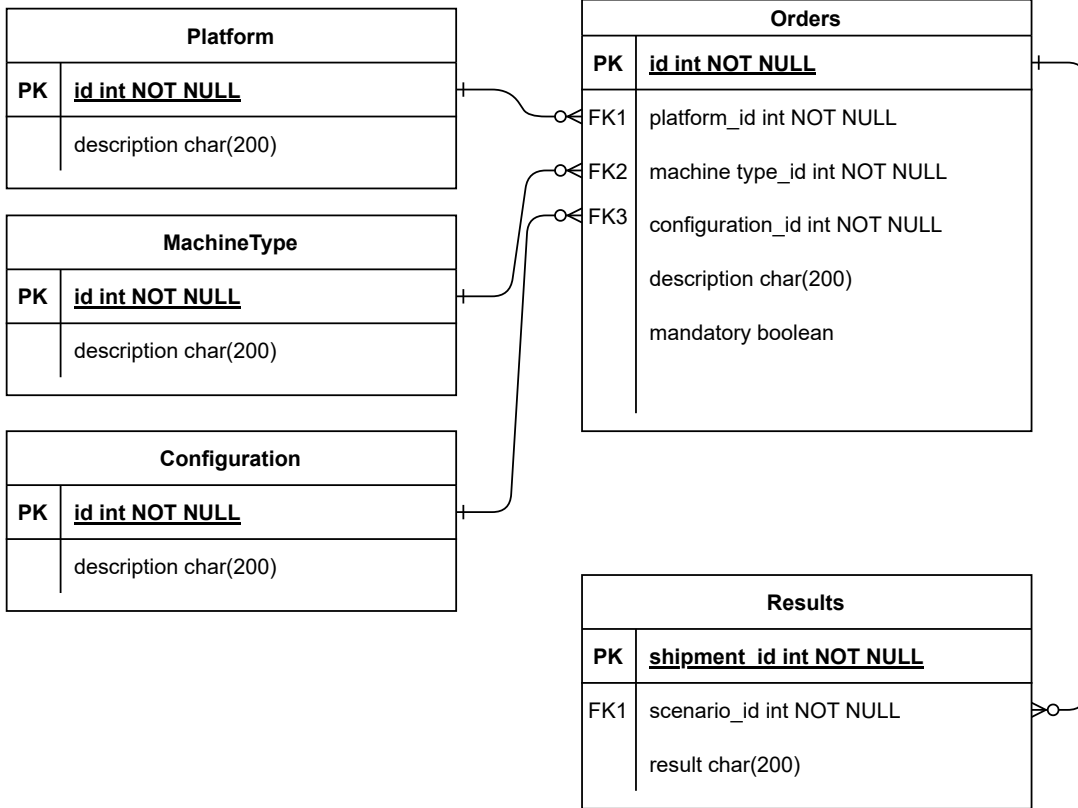 Platform
PK id int NOT NULL
description char(200)
MachineType
PK id int NOT NULL
description char(200)
Configuration
PK id int NOT NULL
description char(200)
Orders
PK id int NOT NULL
FK1 platform_id int NOT NULL
FK2 machine type_id int NOT NULL
FK3 configuration_id int NOT NULL
description char(200)
mandatory boolean
Results
PK shipment_id int NOT NULL
FK1 scenario_id int NOT NULL
result char(200)